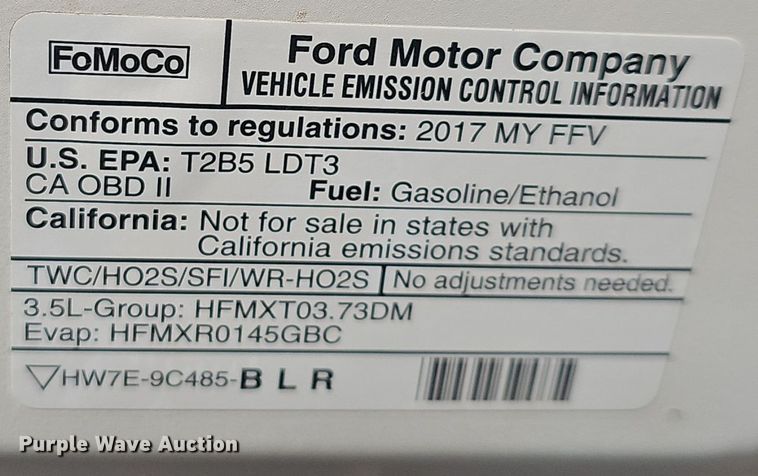 FoMoCo
Ford Motor Company
VEHICLE EMISSION CONTROL INFORMATION
Conforms to regulations: 2017 MY FFV
U.S. EPA: T2B5 LDT3
CA OBD II Fuel: Gasoline/Ethanol
California: Not for sale in states with
California emissions standards.
TWC/HO2S/SFI/WR-HO2S No adjustments needed.
3.5L-Group: HFMXT03.73DM
Evap: HFMXR0145GBC
HW7E-9C485-B L R
Purple Wave Auction